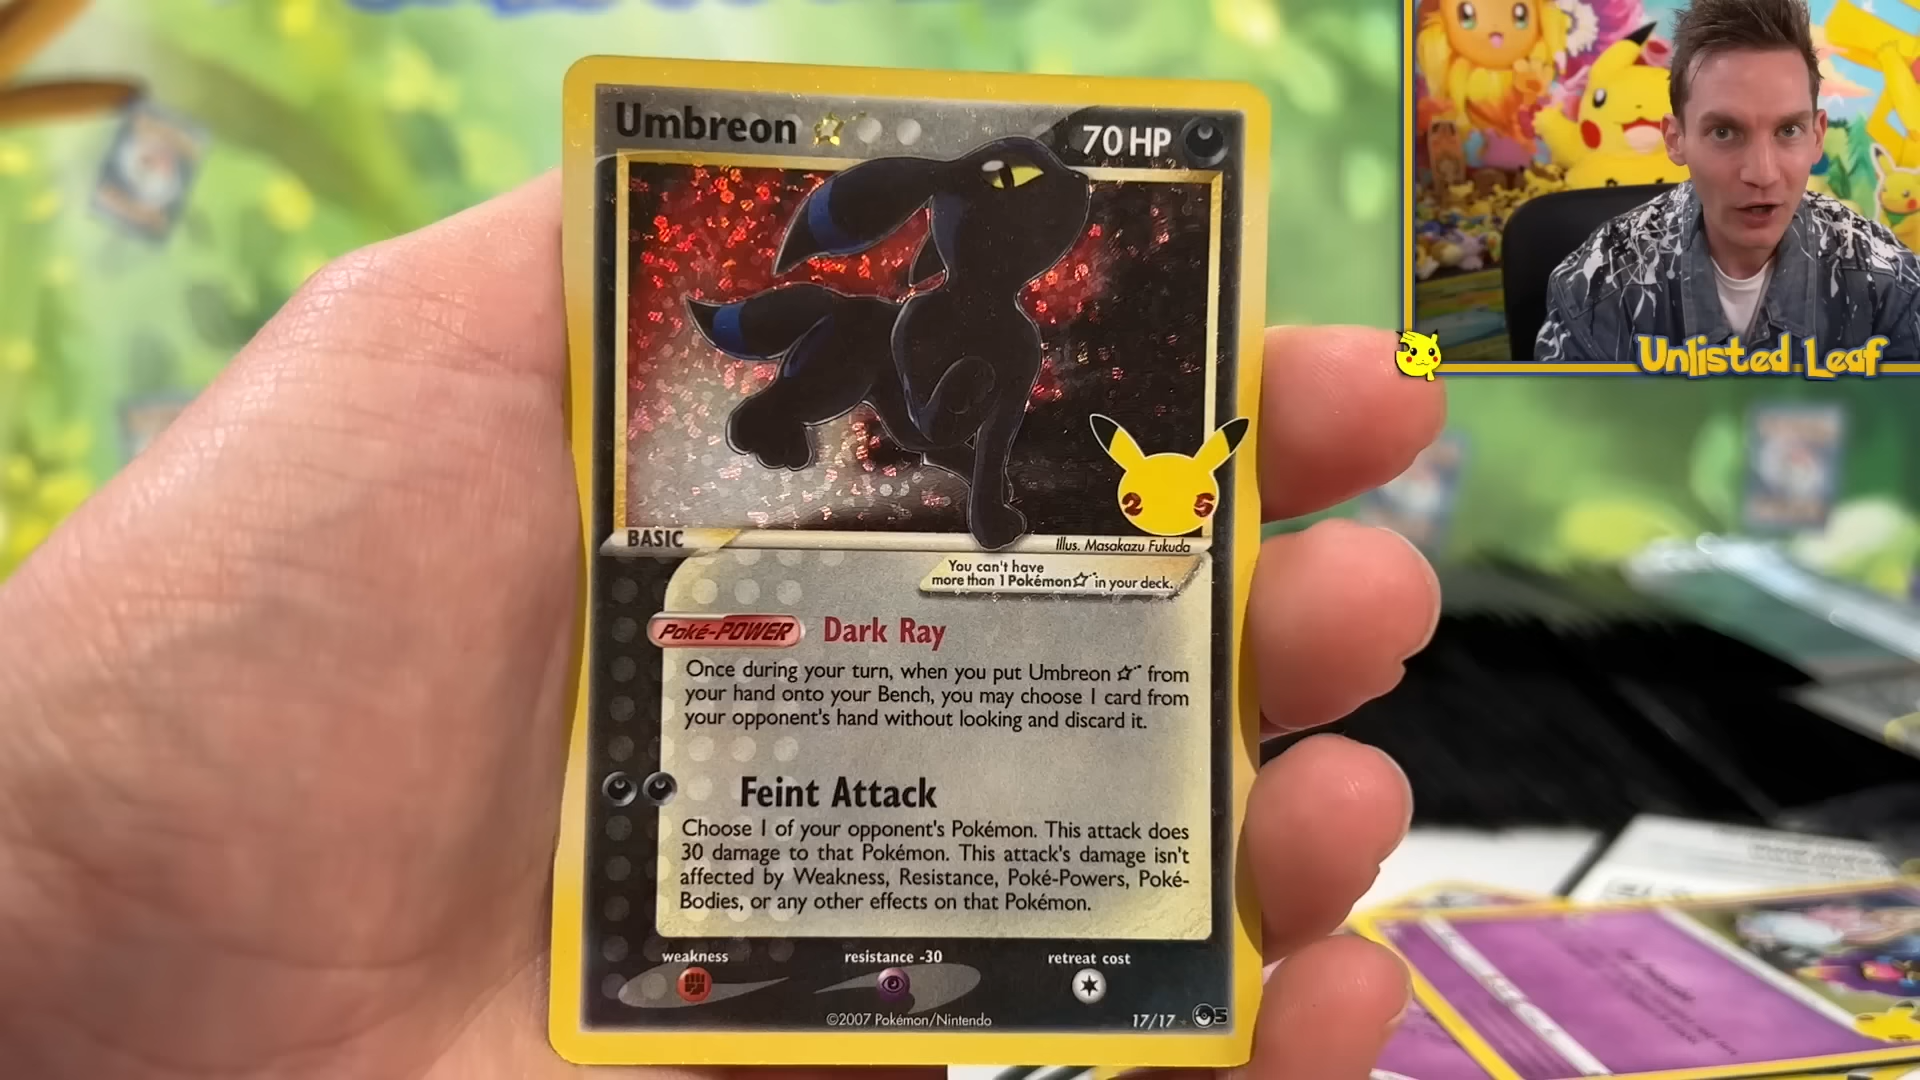 Umbreon
70 HP
2 5
BASIC
Illus. Masakazu Fukuda
You can't have
more than 1 Pokémon☆ in your deck.
Poké-POWER Dark Ray
Once during your turn, when you put Umbreon ☆ from
your hand onto your Bench, you may choose 1 card from
your opponent's hand without looking and discard it.
Feint Attack
Choose 1 of your opponent's Pokémon. This attack does
30 damage to that Pokémon. This attack's damage isn't
affected by Weakness, Resistance, Poké-Powers, Poké-
Bodies, or any other effects on that Pokémon.
weakness resistance -30 retreat cost
©2007 Pokémon/Nintendo
17/17
5
Unlisted Leaf